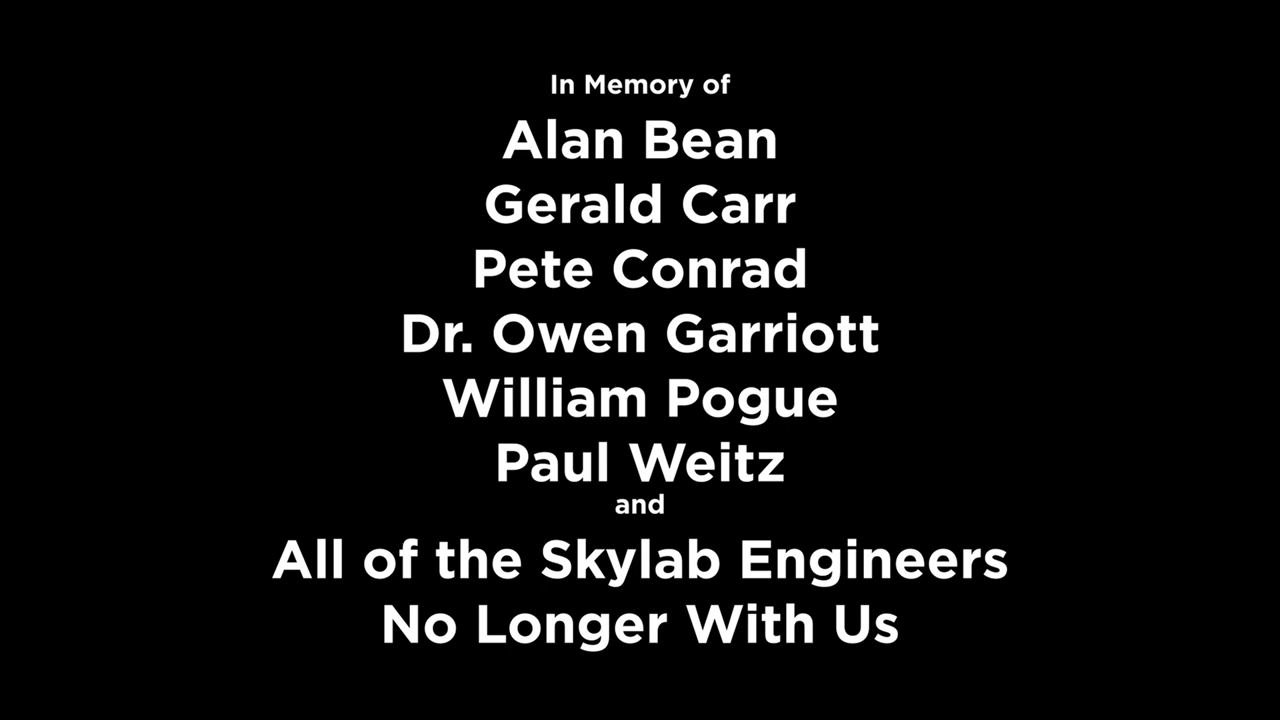 In Memory of
Alan Bean
Gerald Carr
Pete Conrad
Dr. Owen Garriott
William Pogue
Paul Weitz
and
All of the Skylab Engineers
No Longer With Us